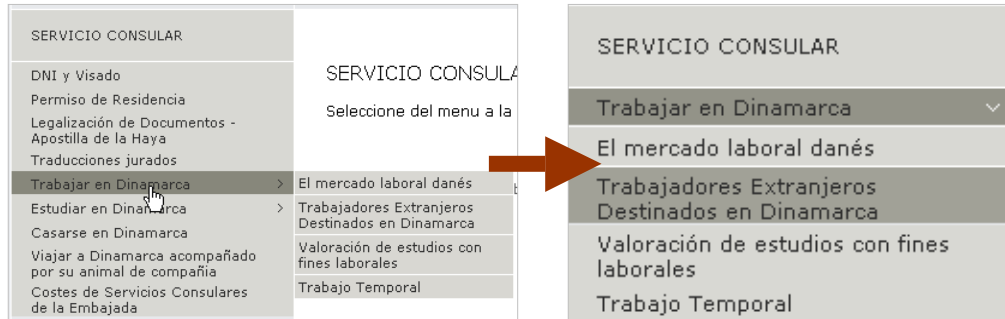 SERVICIO CONSULAR
DNI y Visado
Permiso de Residencia
Legalización de Documentos -
Apostilla de la Haya
Traducciones jurados
Trabajar en Dinamarca >
Estudiar en Dinamarca >
Casarse en Dinamarca
Viajar a Dinamarca acompañado
por su animal de compañia
Costes de Servicios Consulares
de la Embajada
SERVICIO CONSULA
Seleccione del menu a la
El mercado laboral danés
Trabajadores Extranjeros
Destinados en Dinamarca
Valoración de estudios con
fines laborales
Trabajo Temporal
SERVICIO CONSULAR
Trabajar en Dinamarca
El mercado laboral danés
Trabajadores Extranjeros
Destinados en Dinamarca
Valoración de estudios con fines
laborales
Trabajo Temporal